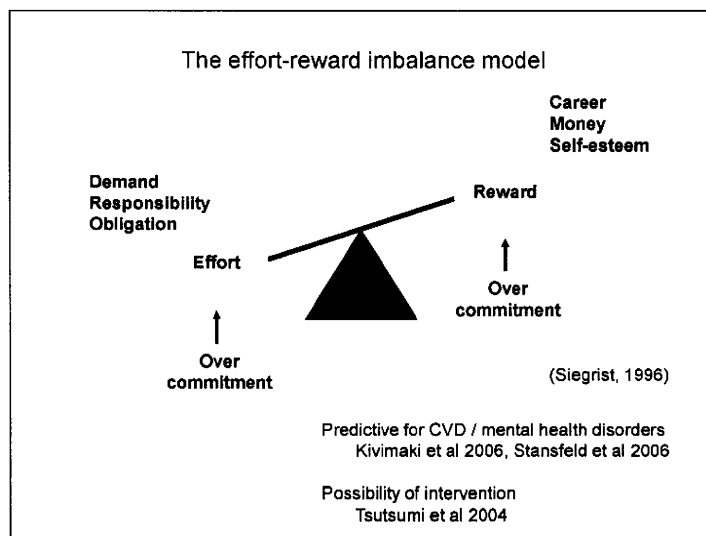 The effort-reward imbalance model
Career
Money
Self-esteem
Demand
Responsibility
Obligation
Reward
Effort
Over
commitment
Over
commitment
(Siegrist, 1996)
Predictive for CVD / mental health disorders
Kivimaki et al 2006, Stansfeld et al 2006
Possibility of intervention
Tsutsumi et al 2004